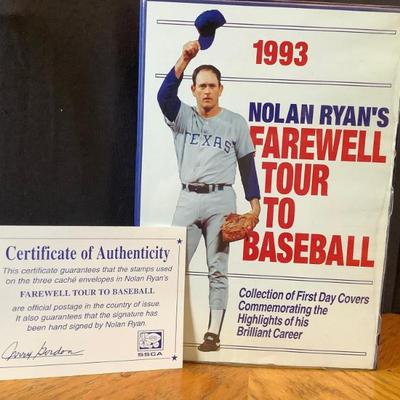 1993
NOLAN RYAN'S
FAREWELL
TOUR
TO
BASEBALL
TEXAS
Collection of First Day Covers
Commemorating the
Highlights of his
Brilliant Career
Certificate of Authenticity
This certificate guarantees that the stamps used
on the three caché envelopes in Nolan Ryan's
FAREWELL TOUR TO BASEBALL
are official postage in the country of issue.
It also guarantees that the signature has
been hand signed by Nolan Ryan.
Jerry Gordon
SSCA